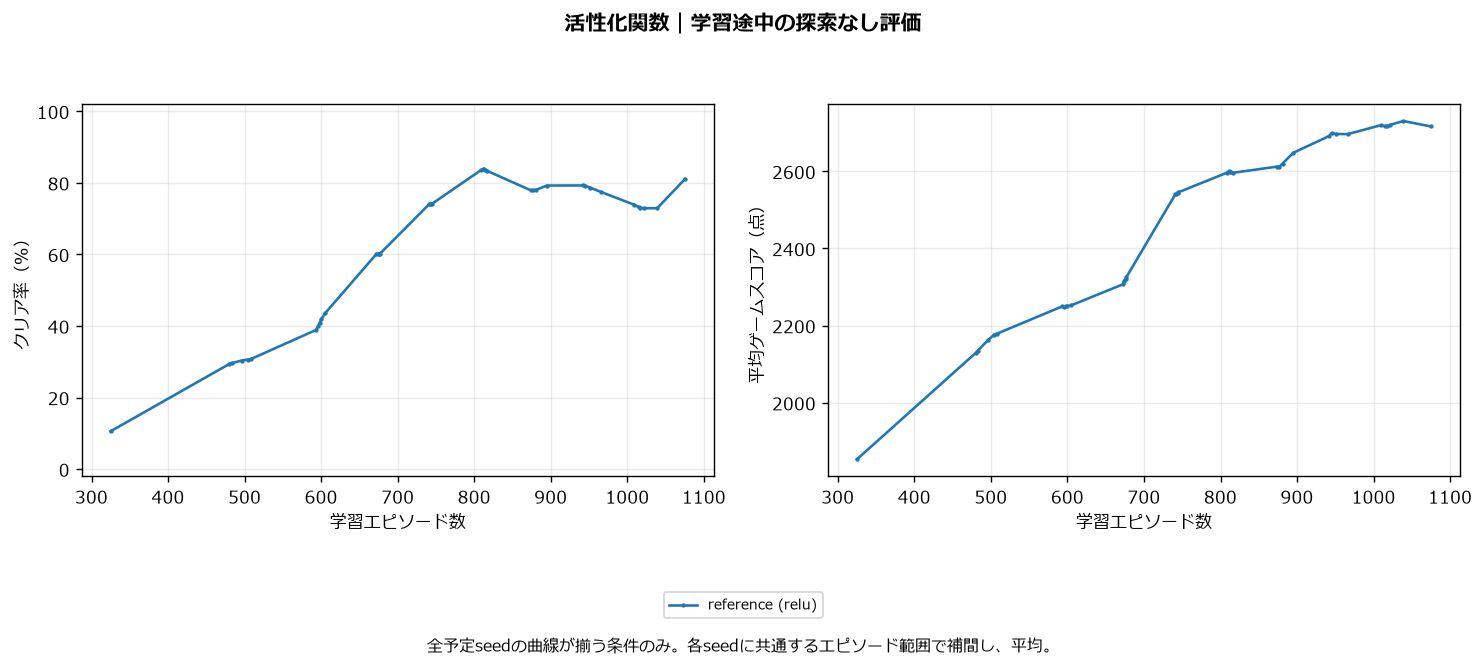 活性化関数｜学習途中の探索なし評価
クリア率（%）
100
80
60
40
20
0
300 400 500 600 700 800 900 1000 1100
学習エピソード数
平均ゲームスコア（点）
2600
2400
2200
2000
300 400 500 600 700 800 900 1000 1100
学習エピソード数
reference (relu)
全予定seedの曲線が揃う条件のみ。各seedに共通するエピソード範囲で補間し、平均。